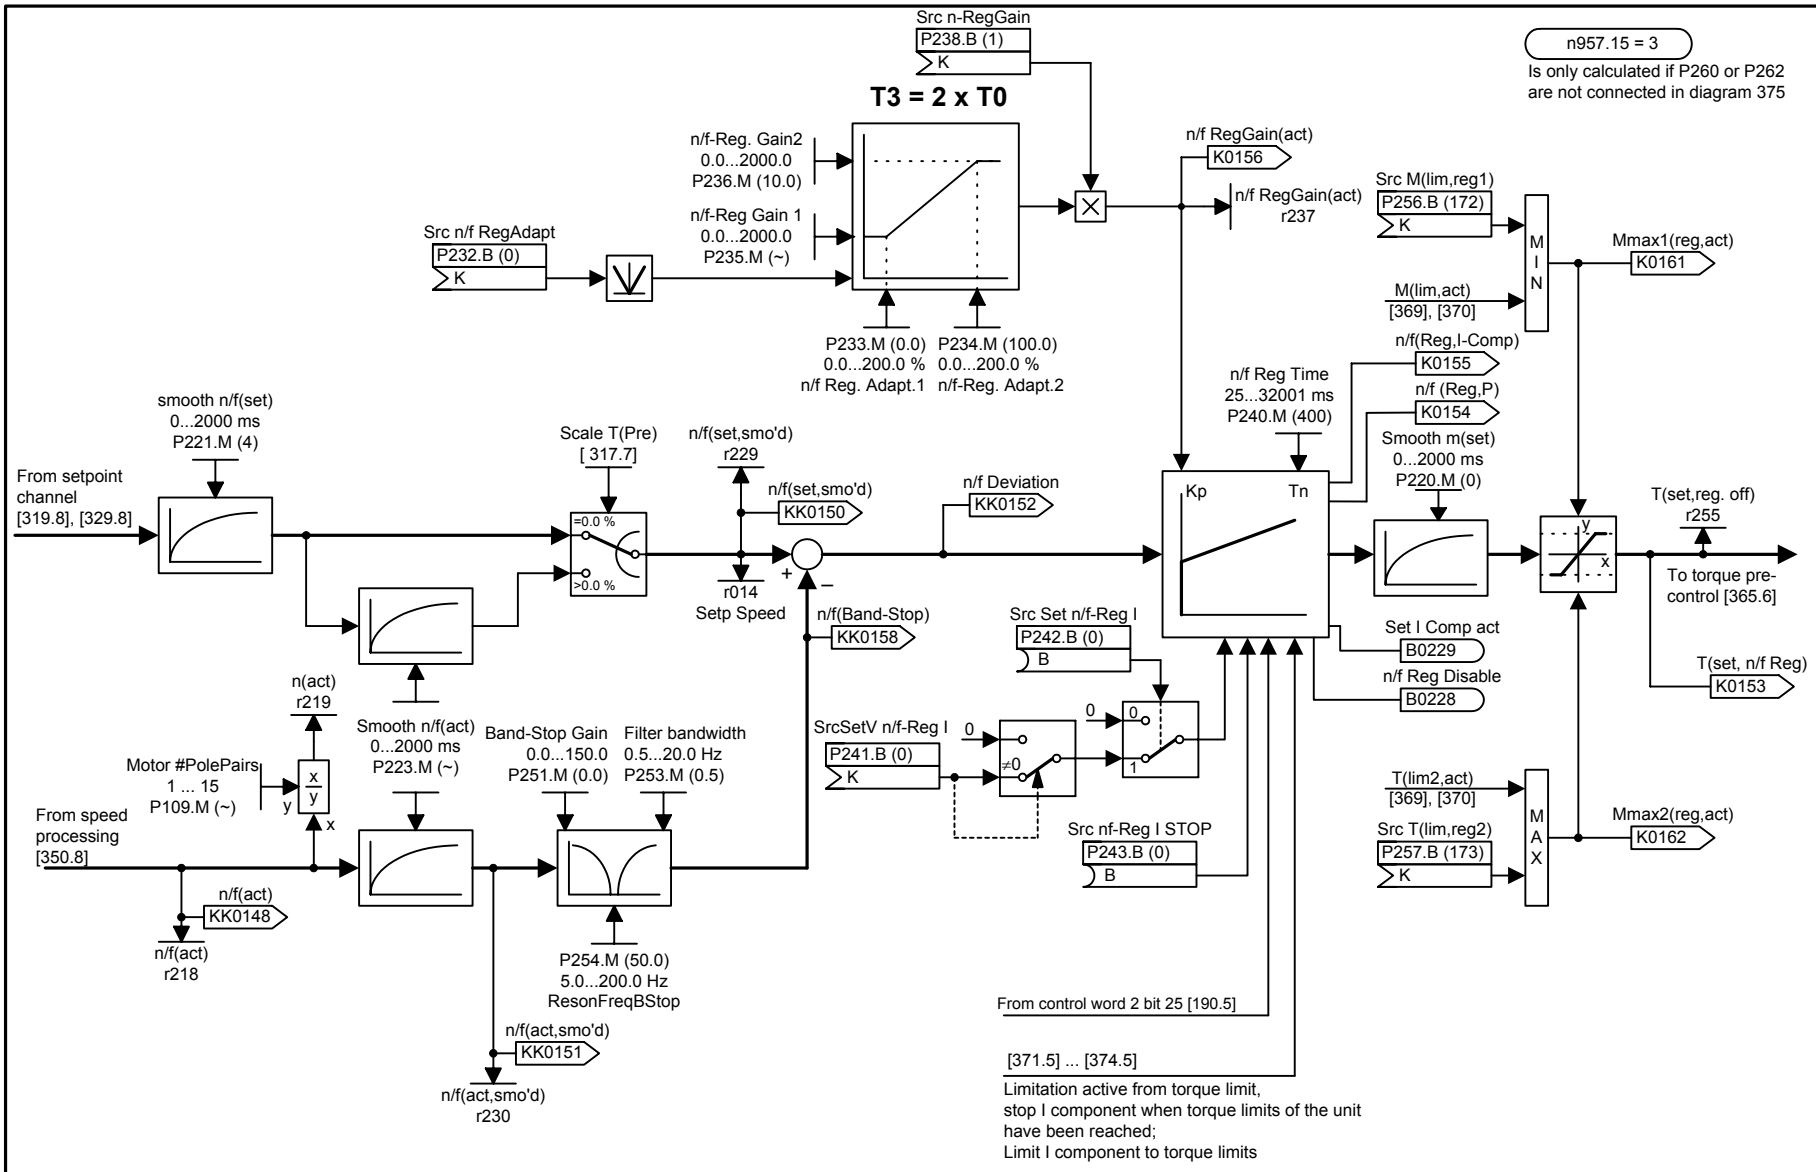 Src n-RegGain
P238.B (1)
K
n957.15 = 3
Is only calculated if P260 or P262
are not connected in diagram 375
T3 = 2 x T0
n/f-Reg. Gain2
0.0...2000.0
P236.M (10.0)
n/f-Reg Gain 1
0.0...2000.0
P235.M (~)
Src n/f RegAdapt
P232.B (0)
K
P233.M (0.0)
0.0...200.0 %
n/f Reg. Adapt.1
P234.M (100.0)
0.0...200.0 %
n/f-Reg. Adapt.2
n/f RegGain(act)
K0156
n/f RegGain(act)
r237
Src M(lim,reg1)
P256.B (172)
K
M(lim,act)
[369], [370]
M
I
N
Mmax1(reg,act)
K0161
n/f(Reg,I-Comp)
K0155
n/f (Reg,P)
K0154
n/f Reg Time
25...32001 ms
P240.M (400)
Smooth m(set)
0...2000 ms
P220.M (0)
smooth n/f(set)
0...2000 ms
P221.M (4)
From setpoint
channel
[319.8], [329.8]
Scale T(Pre)
[ 317.7]
=0.0 %
>0.0 %
n/f(set,smo'd)
r229
n/f(set,smo'd)
KK0150
r014
Setp Speed
+
–
n/f Deviation
KK0152
Kp
Tn
y
x
T(set,reg. off)
r255
To torque pre-
control [365.6]
n/f(Band-Stop)
KK0158
Src Set n/f-Reg I
P242.B (0)
B
Set I Comp act
B0229
n/f Reg Disable
B0228
T(set, n/f Reg)
K0153
n(act)
r219
Motor #PolePairs
1 ... 15
P109.M (~)
y
x
y
x
Smooth n/f(act)
0...2000 ms
P223.M (~)
Band-Stop Gain
0.0...150.0
P251.M (0.0)
Filter bandwidth
0.5...20.0 Hz
P253.M (0.5)
SrcSetV n/f-Reg I
P241.B (0)
K
0
≠0
0
0
1
Src nf-Reg I STOP
P243.B (0)
B
T(lim2,act)
[369], [370]
Src T(lim,reg2)
P257.B (173)
K
M
A
X
Mmax2(reg,act)
K0162
From speed
processing
[350.8]
n/f(act)
KK0148
n/f(act)
r218
P254.M (50.0)
5.0...200.0 Hz
ResonFreqBStop
n/f(act,smo'd)
KK0151
n/f(act,smo'd)
r230
From control word 2 bit 25 [190.5]
[371.5] ... [374.5]
Limitation active from torque limit,
stop I component when torque limits of the unit
have been reached;
Limit I component to torque limits